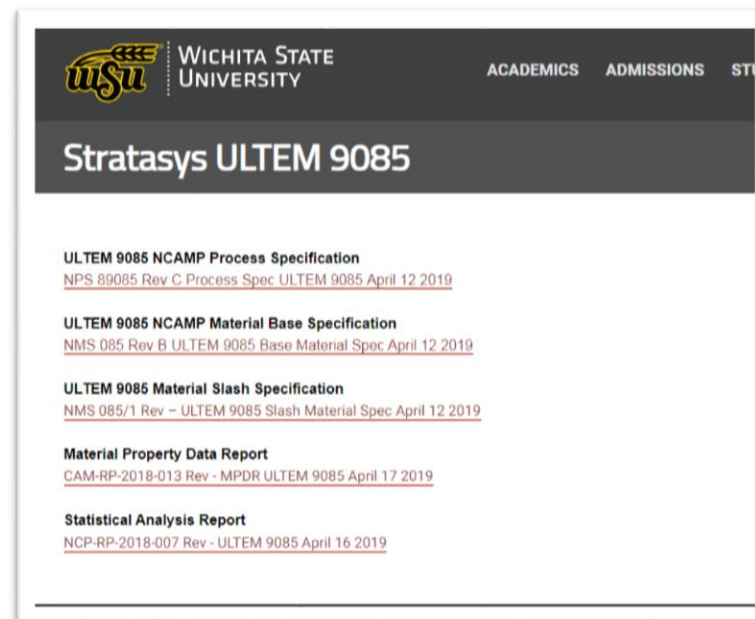 WSU
WICHITA STATE
UNIVERSITY
ACADEMICS ADMISSIONS STU
Stratasys ULTEM 9085
ULTEM 9085 NCAMP Process Specification
NPS 89085 Rev C Process Spec ULTEM 9085 April 12 2019
ULTEM 9085 NCAMP Material Base Specification
NMS 085 Rev B ULTEM 9085 Base Material Spec April 12 2019
ULTEM 9085 Material Slash Specification
NMS 085/1 Rev – ULTEM 9085 Slash Material Spec April 12 2019
Material Property Data Report
CAM-RP-2018-013 Rev - MPDR ULTEM 9085 April 17 2019
Statistical Analysis Report
NCP-RP-2018-007 Rev - ULTEM 9085 April 16 2019